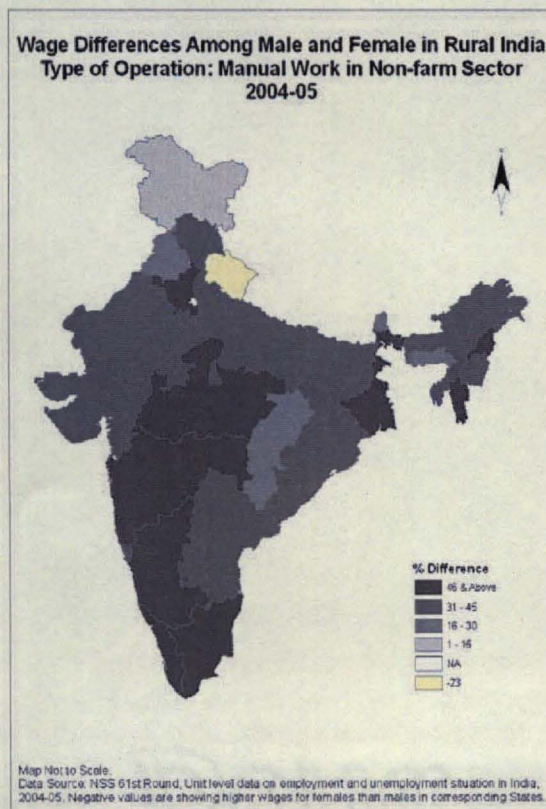 Wage Differences Among Male and Female in Rural India
Type of Operation: Manual Work in Non-farm Sector
2004-05
% Difference
46 & Above
31 - 45
16 - 30
1 - 16
NA
-23
Map Not to Scale.
Data Source: NSS 61st Round, Unit level data on employment and unemployment situation in India,
2004-05. Negative values are showing higher wages for females than males in corresponding States.